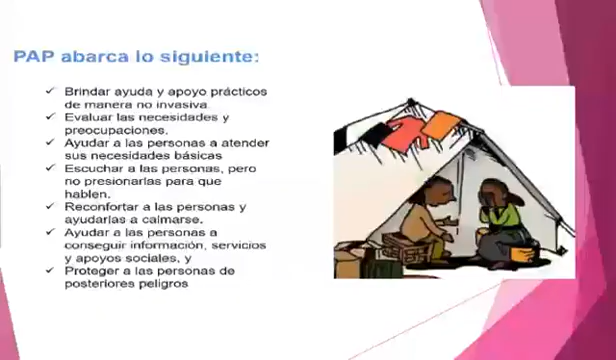 PAP abarca lo siguiente:
✓ Brindar ayuda y apoyo prácticos
de manera no invasiva.
✓ Evaluar las necesidades y
preocupaciones.
✓ Ayudar a las personas a atender
sus necesidades básicas
✓ Escuchar a las personas, pero
no presionarlas para que
hablen.
✓ Reconfortar a las personas y
ayudarlas a calmarse.
✓ Ayudar a las personas a
conseguir información, servicios
y apoyos sociales, y
✓ Proteger a las personas de
posteriores peligros